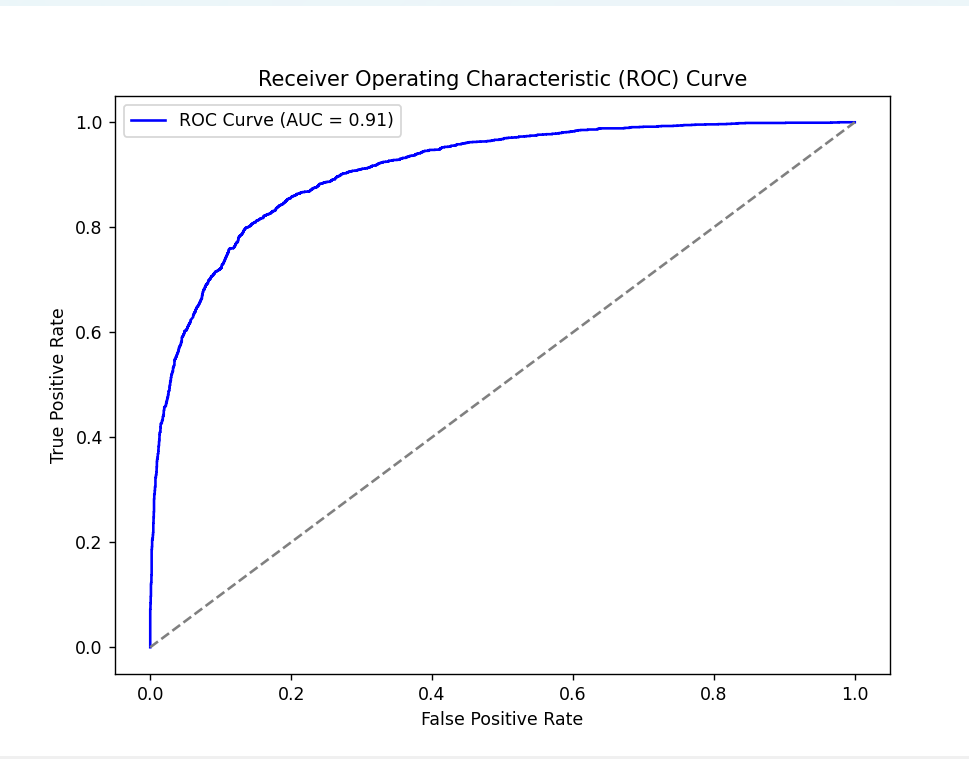 Receiver Operating Characteristic (ROC) Curve
ROC Curve (AUC = 0.91)
True Positive Rate
1.0
0.8
0.6
0.4
0.2
0.0
0.0 0.2 0.4 0.6 0.8 1.0
False Positive Rate